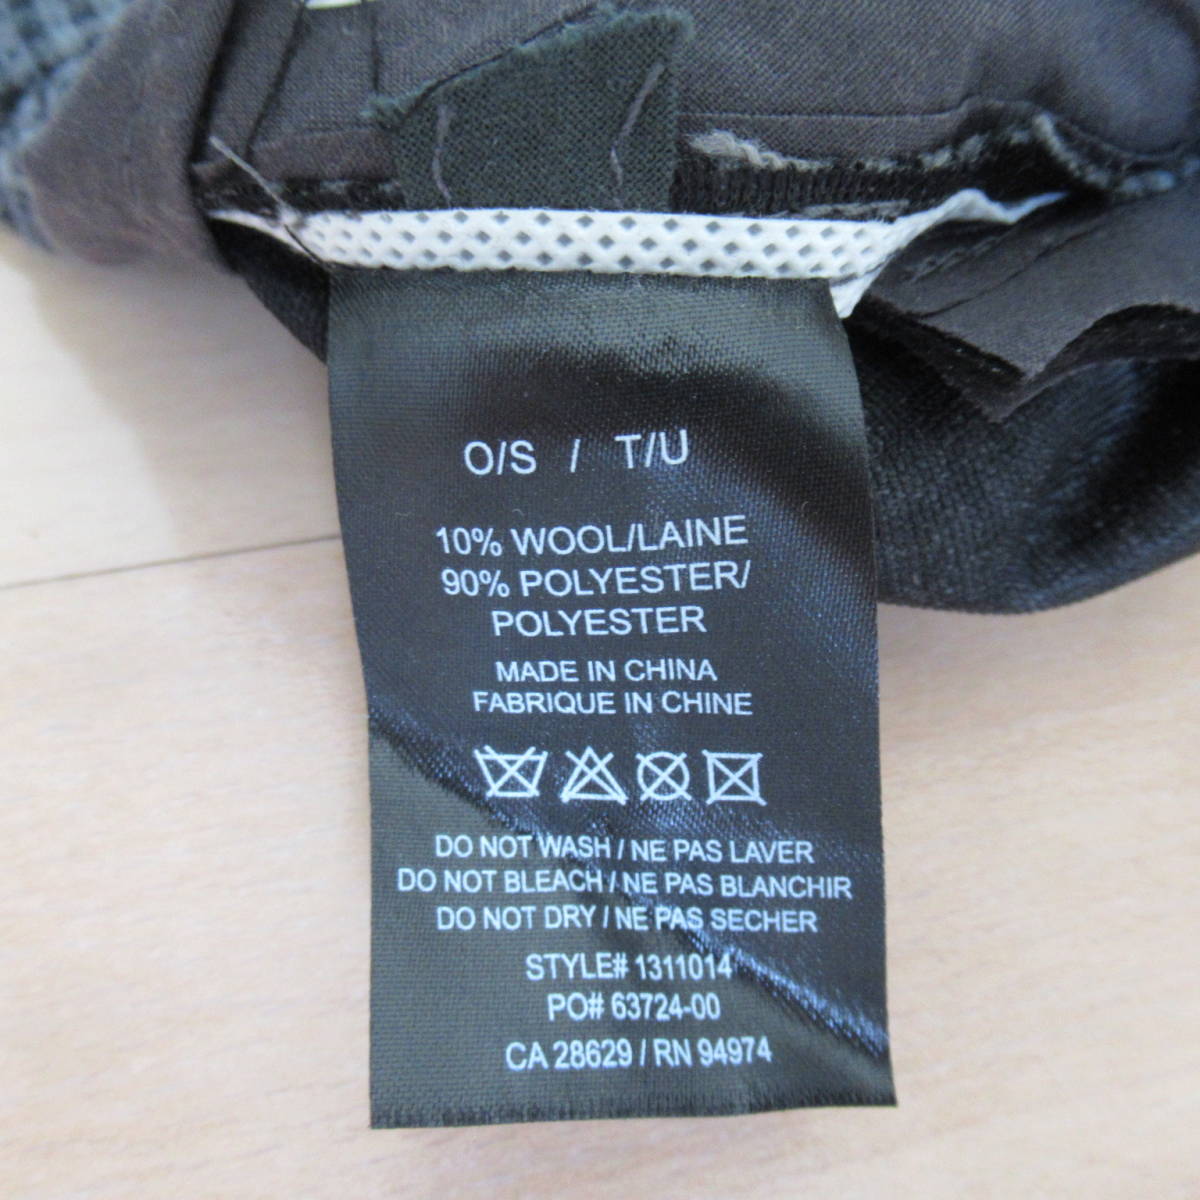 O/S / T/U
10% WOOL/LAINE
90% POLYESTER/
POLYESTER
MADE IN CHINA
FABRIQUE IN CHINE
DO NOT WASH / NE PAS LAVER
DO NOT BLEACH / NE PAS BLANCHIR
DO NOT DRY / NE PAS SECHER
STYLE# 1311014
PO# 63724-00
CA 28629 / RN 94974